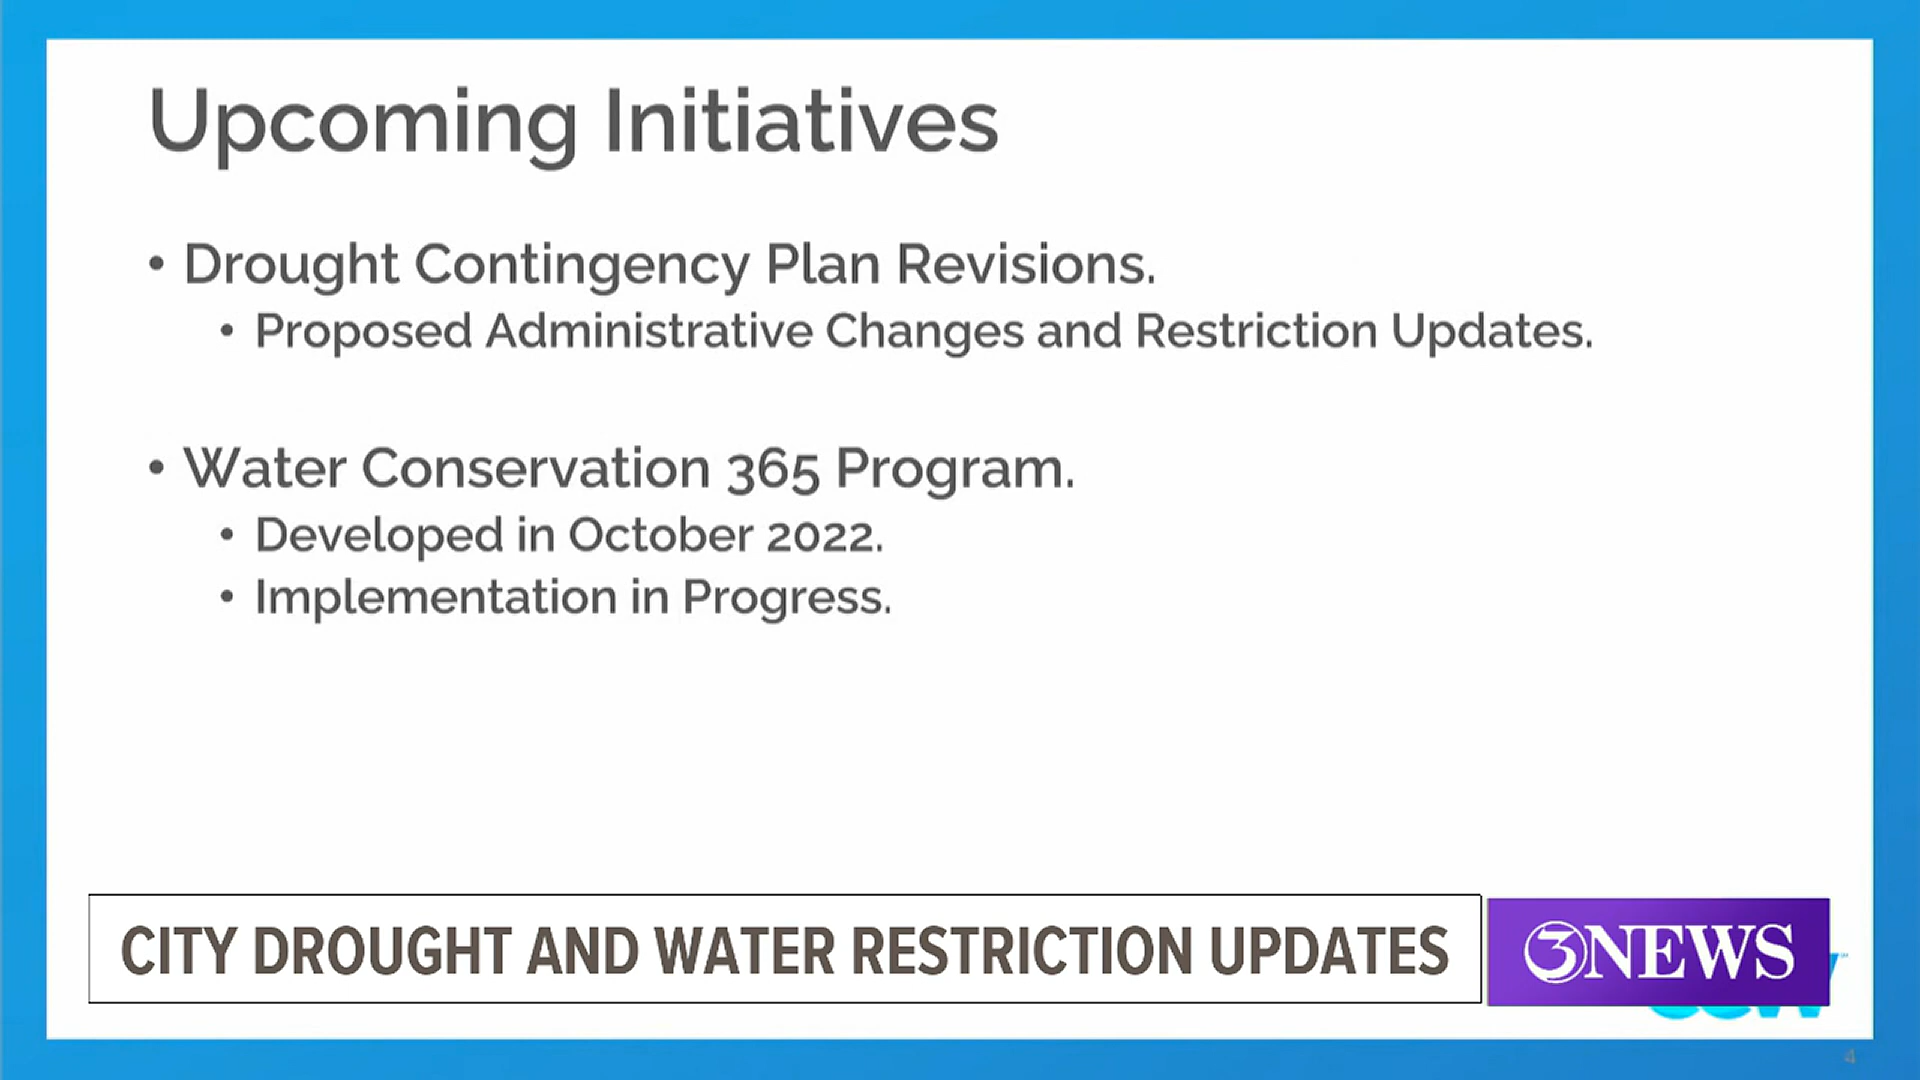 Upcoming Initiatives
• Drought Contingency Plan Revisions.
• Proposed Administrative Changes and Restriction Updates.
• Water Conservation 365 Program.
• Developed in October 2022.
• Implementation in Progress.
CITY DROUGHT AND WATER RESTRICTION UPDATES
3NEWS
4